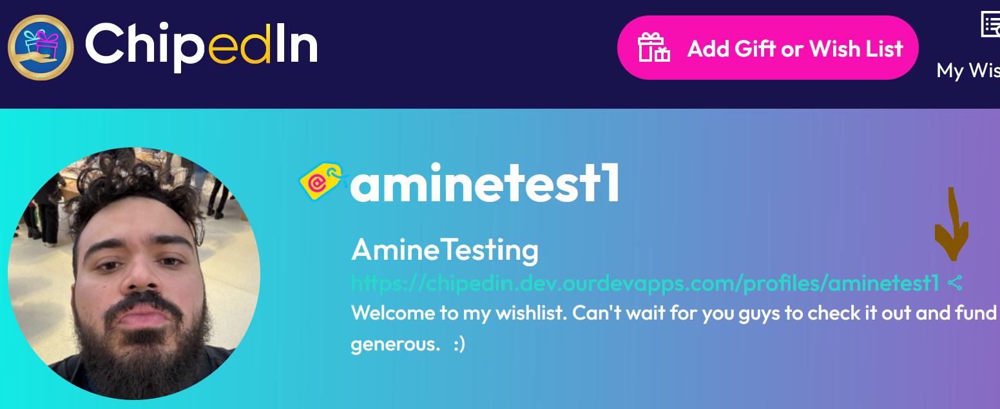 ChipedIn
Add Gift or Wish List
My Wis
@
aminetest1
AmineTesting
https://chipedin.dev.ourdevapps.com/profiles/aminetest1
Welcome to my wishlist. Can't wait for you guys to check it out and fund
generous. :)